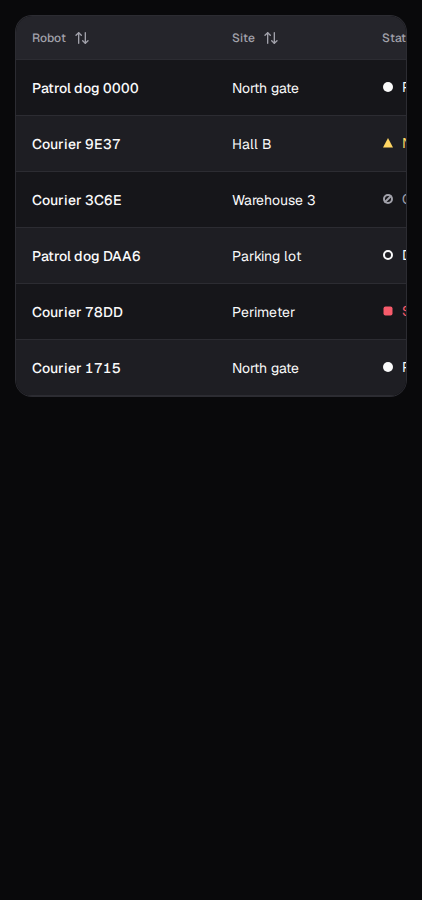 Robot Site
Patrol dog 0000 North gate
Courier 9E37 Hall B
Courier 3C6E Warehouse 3
Patrol dog DAA6 Parking lot
Courier 78DD Perimeter
Courier 1715 North gate